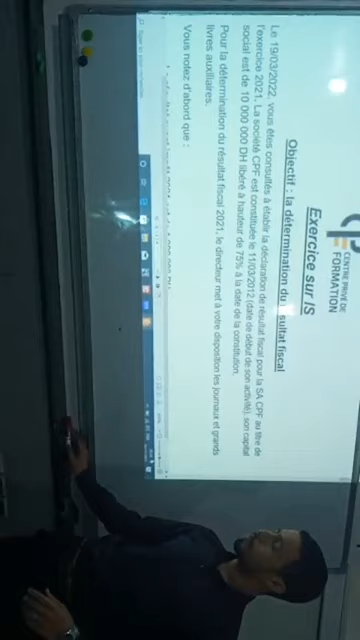 CENTRE PRIVE DE
FORMATION
Exercice sur IS
Objectif : la détermination du résultat fiscal
Le 19/03/2022, vous êtes consultés à établir la déclaration de résultat fiscal pour la SA CPF au titre de
l'exercice 2021. La société CPF est constituée le 11/03/2012 (date de début de son activité), son capital
social est de 10 000 000 DH libéré à hauteur de 75% à la date de la constitution.
Pour la détermination du résultat fiscal 2021, le directeur met à votre disposition les journaux et grands
livres auxiliaires.
Vous notez d'abord que :